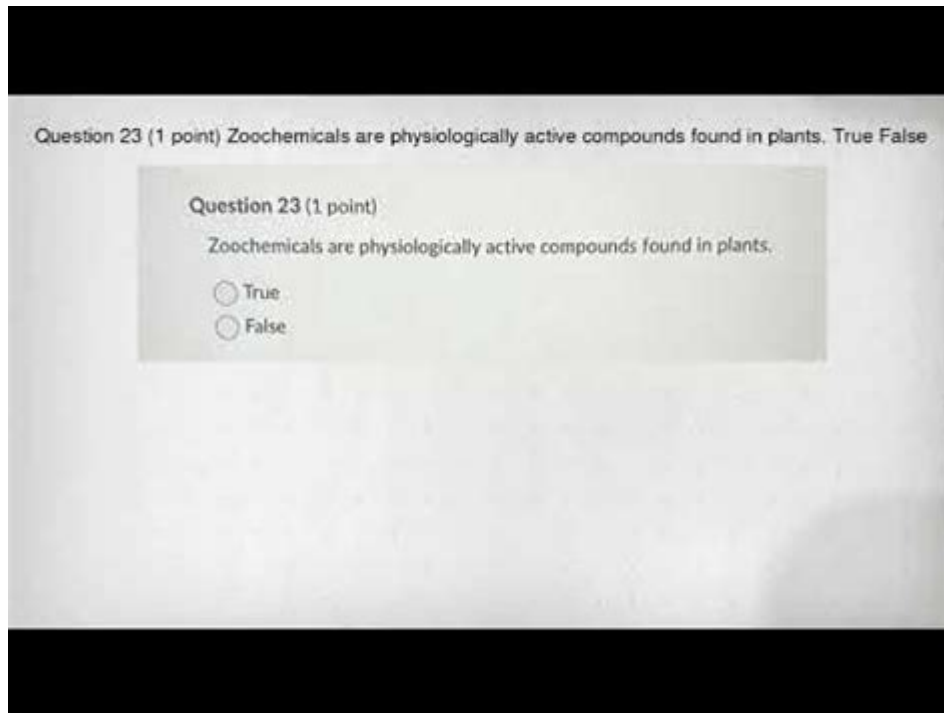 Question 23 (1 point) Zoochemicals are physiologically active compounds found in plants. True False
Question 23 (1 point)
Zoochemicals are physiologically active compounds found in plants.
True
False